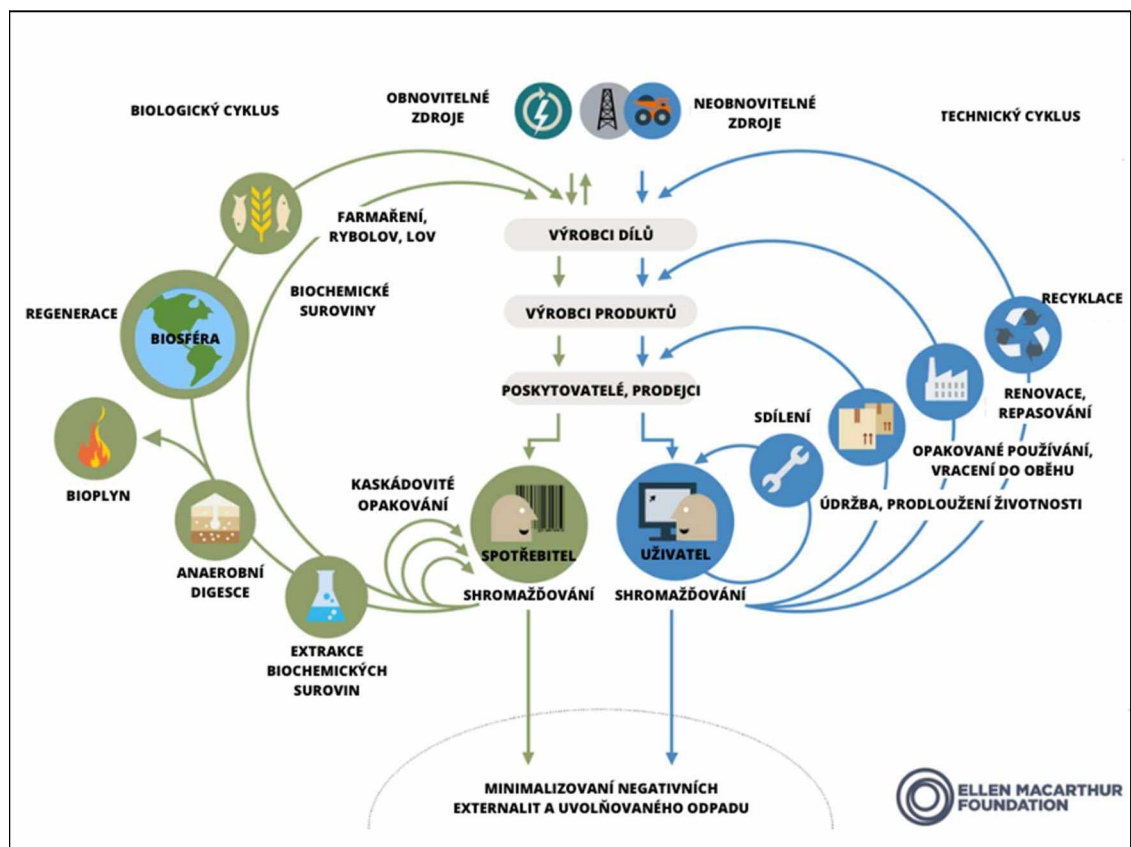 BIOLOGICKÝ CYKLUS
OBNOVITELNÉ
ZDROJE
NEOBNOVITELNÉ
ZDROJE
TECHNICKÝ CYKLUS
FARMAŘENÍ,
RYBOLOV, LOV
BIOCHEMICKÉ
SUROVINY
REGENERACE
BIOSFÉRA
BIOPLYN
ANAEROBNÍ
DIGESCE
EXTRAKCE
BIOCHEMICKÝCH
SUROVIN
KASKÁDOVITÉ
OPAKOVÁNÍ
VÝROBCI DÍLŮ
VÝROBCI PRODUKTŮ
POSKYTOVATELÉ, PRODEJCI
SPOTŘEBITEL
SHROMAŽĎOVÁNÍ
UŽIVATEL
SHROMAŽĎOVÁNÍ
SDÍLENÍ
RECYKLACE
RENOVACE,
REPASOVÁNÍ
OPAKOVANÉ POUŽÍVÁNÍ,
VRACENÍ DO OBĚHU
ÚDRŽBA, PRODLOUŽENÍ ŽIVOTNOSTI
MINIMALIZOVANÍ NEGATIVNÍCH
EXTERNALIT A UVOLŇOVANÉHO ODPADU
ELLEN MACARTHUR
FOUNDATION